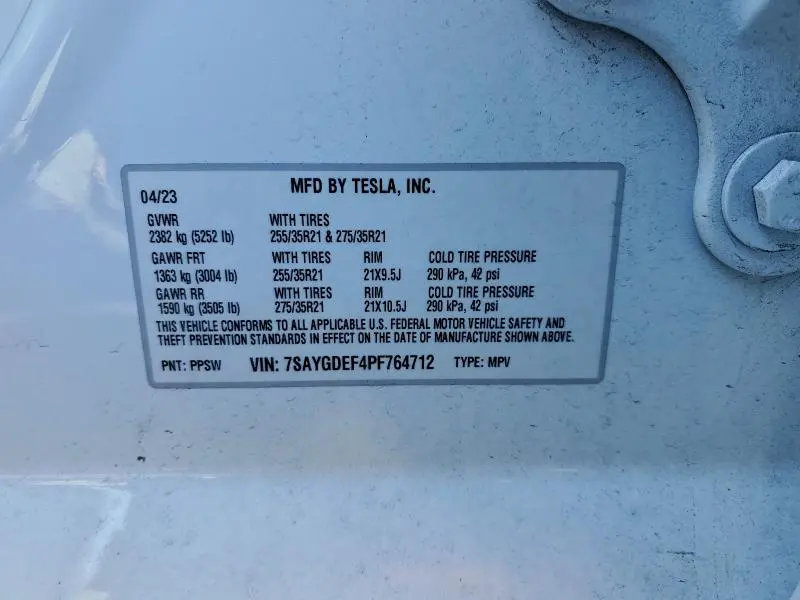 MFD BY TESLA, INC.
04/23
GVWR WITH TIRES
2382 kg (5252 lb) 255/35R21 & 275/35R21
GAWR FRT WITH TIRES RIM COLD TIRE PRESSURE
1363 kg (3004 lb) 255/35R21 21X9.5J 290 kPa, 42 psi
GAWR RR WITH TIRES RIM COLD TIRE PRESSURE
1590 kg (3505 lb) 275/35R21 21X10.5J 290 kPa, 42 psi
THIS VEHICLE CONFORMS TO ALL APPLICABLE U.S. FEDERAL MOTOR VEHICLE SAFETY AND
THEFT PREVENTION STANDARDS IN EFFECT ON THE DATE OF MANUFACTURE SHOWN ABOVE.
PNT: PPSW VIN: 7SAYGDEF4PF764712 TYPE: MPV